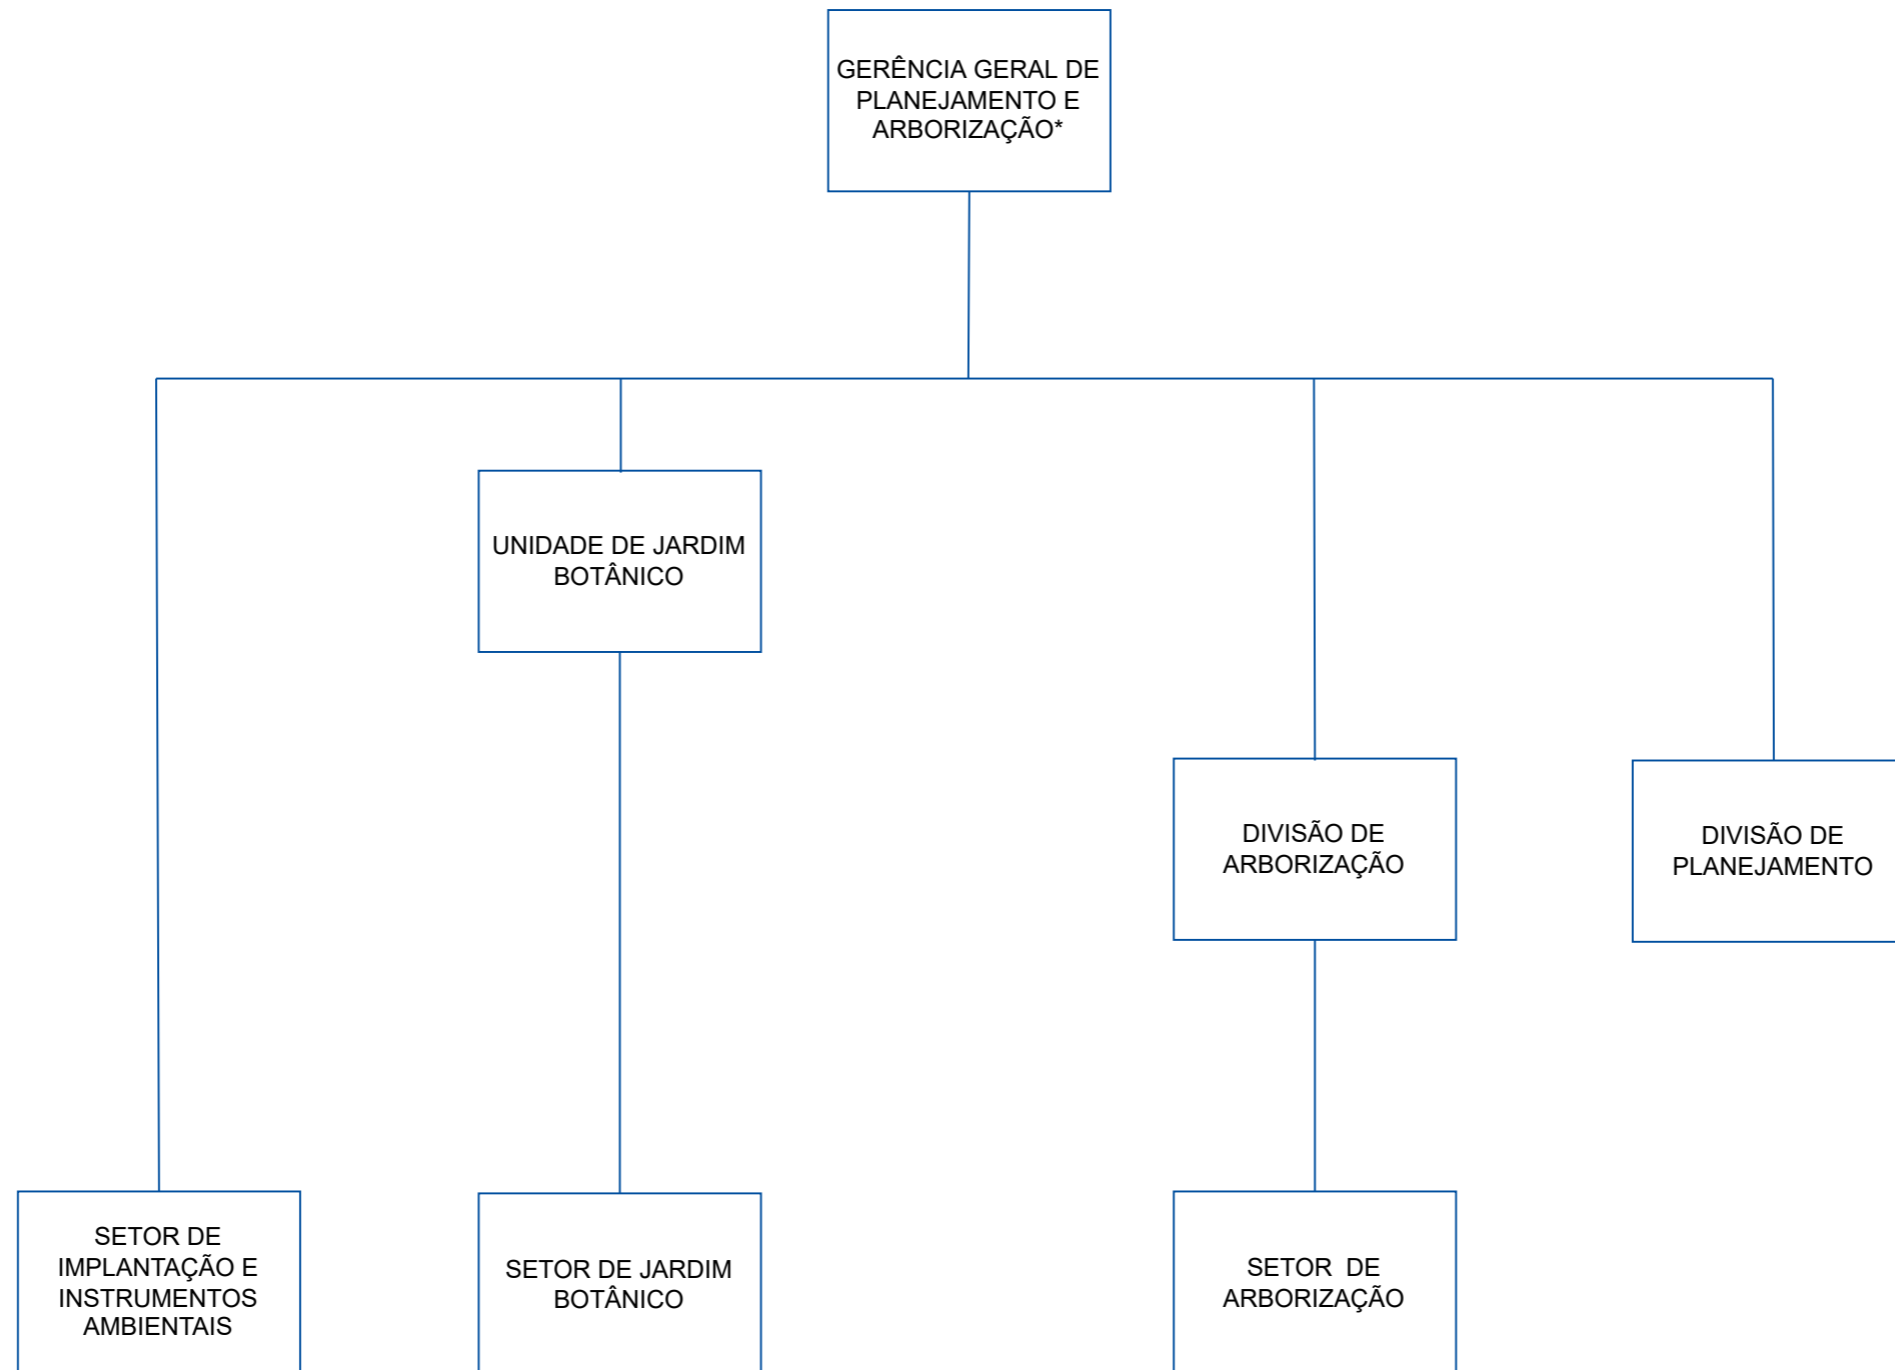 GERÊNCIA GERAL DE
PLANEJAMENTO E
ARBORIZAÇÃO*
UNIDADE DE JARDIM
BOTÂNICO
DIVISÃO DE
ARBORIZAÇÃO
DIVISÃO DE
PLANEJAMENTO
SETOR DE
IMPLANTAÇÃO E
INSTRUMENTOS
AMBIENTAIS
SETOR DE JARDIM
BOTÂNICO
SETOR DE
ARBORIZAÇÃO